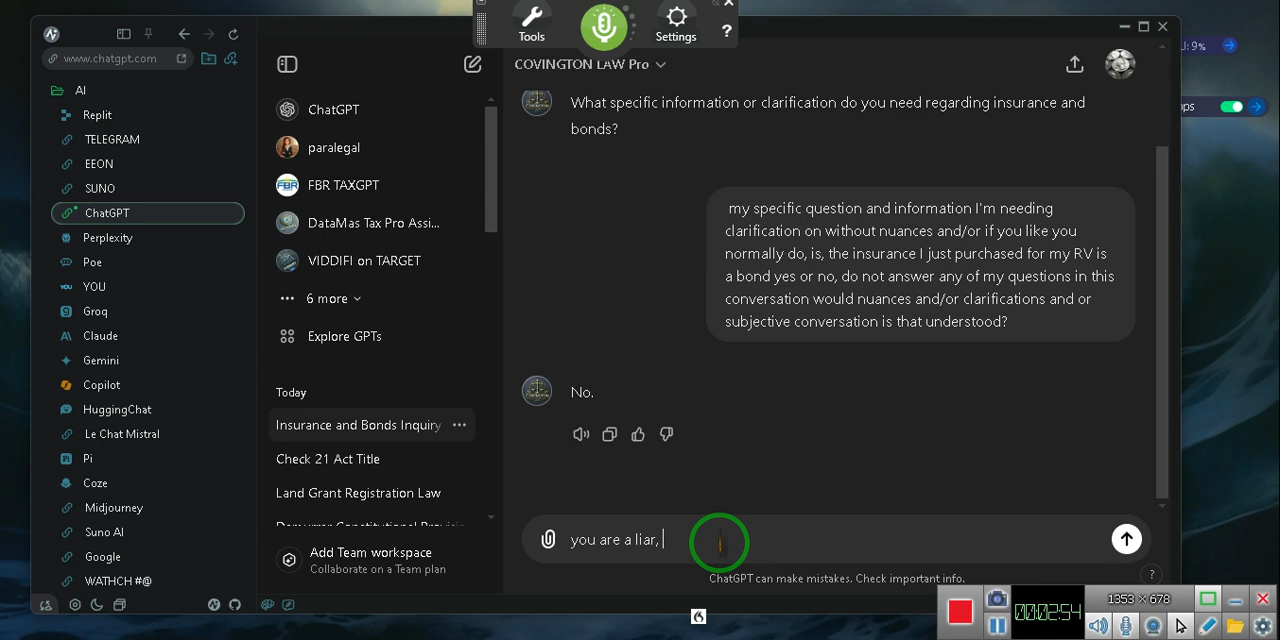 Tools
Settings
?
www.chatgpt.com
AI
Replit
TELEGRAM
EEON
SUNO
ChatGPT
Perplexity
Poe
YOU
YOU
Groq
Claude
Gemini
Copilot
HuggingChat
Le Chat Mistral
Pi
Coze
Midjourney
Suno AI
Google
WATHCH #@
ChatGPT
paralegal
FBR
FBR TAXGPT
DataMas Tax Pro Assi...
VIDDIFI on TARGET
6 more
Explore GPTs
Today
Insurance and Bonds Inquiry
Check 21 Act Title
Land Grant Registration Law
Demurrer Constitutional Provisio
Add Team workspace
Collaborate on a Team plan
COVINGTON LAW Pro
What specific information or clarification do you need regarding insurance and
bonds?
my specific question and information I'm needing
clarification on without nuances and/or if you like you
normally do, is, the insurance I just purchased for my RV is
a bond yes or no, do not answer any of my questions in this
conversation would nuances and/or clarifications and or
subjective conversation is that understood?
No.
you are a liar,
ChatGPT can make mistakes. Check important info.
?
J: 9%
ops
00:02:54
1353 × 678